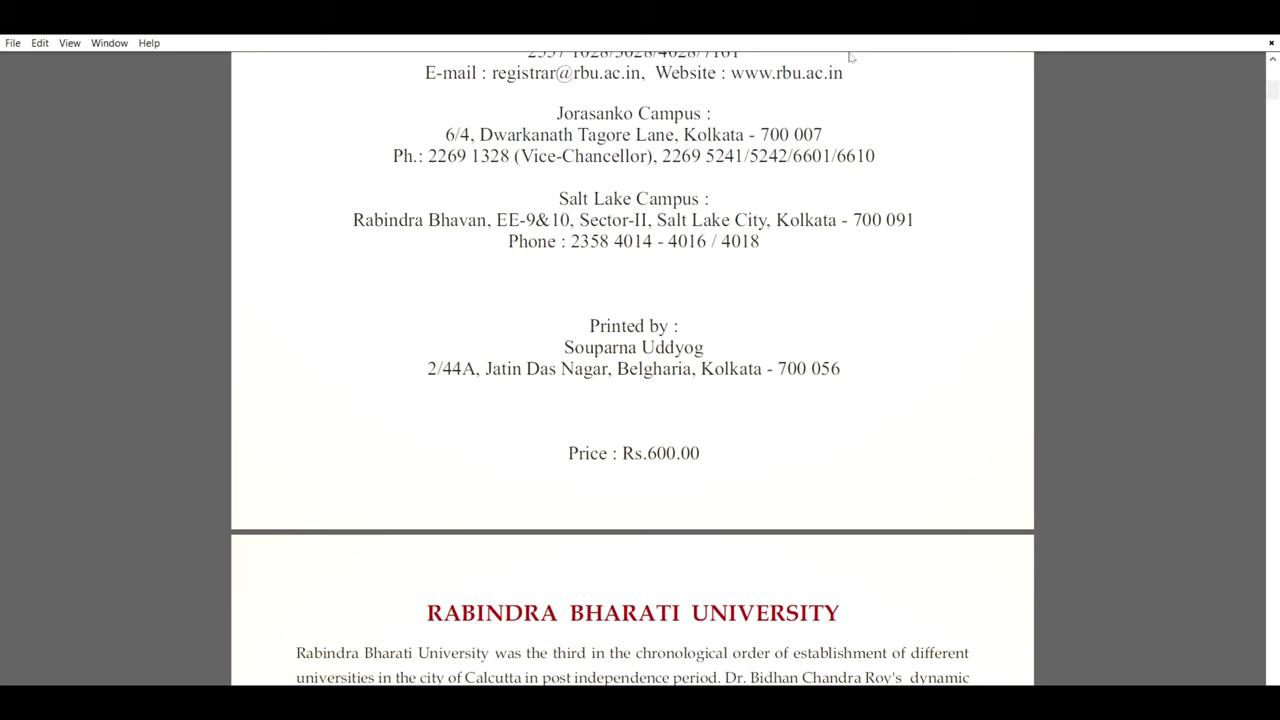 File Edit View Window Help
E-mail : registrar@rbu.ac.in, Website : www.rbu.ac.in
Jorasanko Campus :
6/4, Dwarkanath Tagore Lane, Kolkata - 700 007
Ph.: 2269 1328 (Vice-Chancellor), 2269 5241/5242/6601/6610
Salt Lake Campus :
Rabindra Bhavan, EE-9&10, Sector-II, Salt Lake City, Kolkata - 700 091
Phone : 2358 4014 - 4016 / 4018
Printed by :
Souparna Uddyog
2/44A, Jatin Das Nagar, Belgharia, Kolkata - 700 056
Price : Rs.600.00
RABINDRA BHARATI UNIVERSITY
Rabindra Bharati University was the third in the chronological order of establishment of different
universities in the city of Calcutta in post independence period. Dr. Bidhan Chandra Roy's dynamic